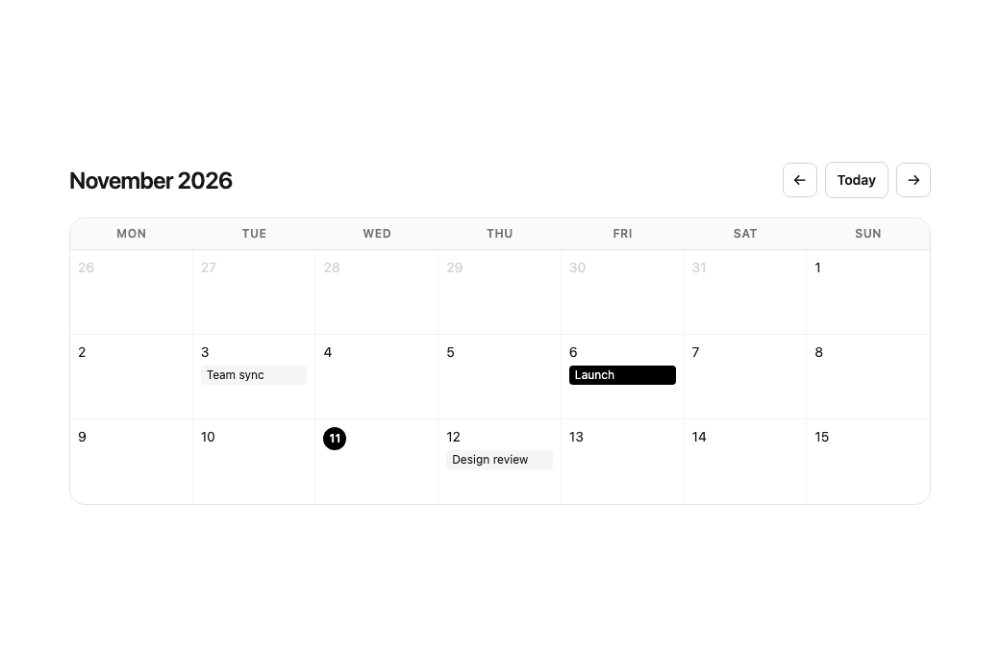 November 2026
← Today →
MON TUE WED THU FRI SAT SUN
26 27 28 29 30 31 1
2 3 4 5 6 7 8
Team sync Launch
9 10 11 12 13 14 15
Design review